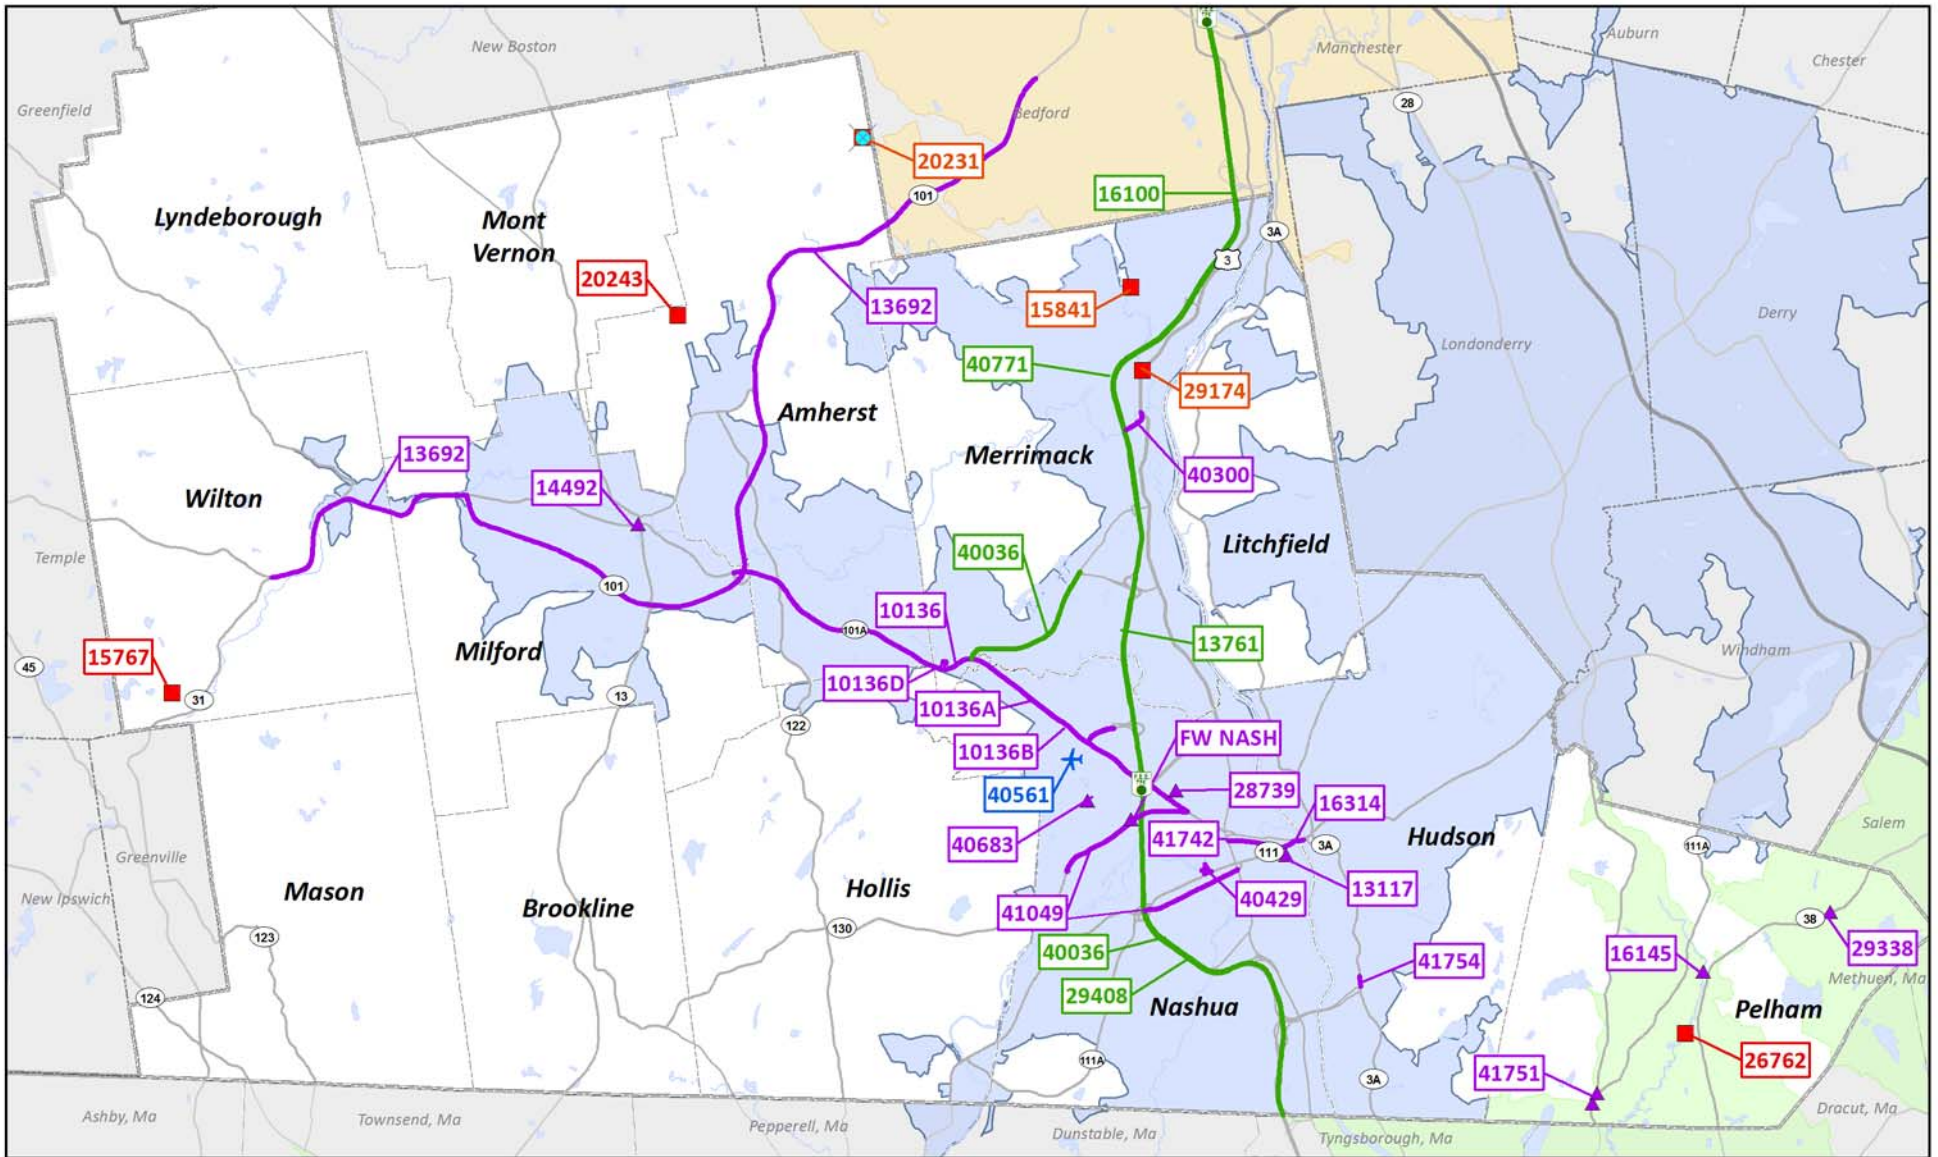 New Boston
Manchester
Auburn
Chester
Greenfield
28
Bedford
20231
101
16100
Lyndeborough
Mont
Vernon
3A
3
20243
13692
15841
Derry
Londonderry
40771
29174
Amherst
Merrimack
13692
40300
14492
Wilton
Litchfield
40036
Temple
101
10136
101A
13761
Windham
15767
Milford
45
10136D
31
13
10136A
122
FW NASH
10136B
40561
28739
16314
Salem
40683
41742
Hudson
3A
111
111A
Greenville
13117
Mason
Hollis
New Ipswich
Brookline
40429
41049
38
130
123
40036
29338
16145
41754
Methuen, Ma
124
29408
Nashua
Pelham
26762
111A
41751
3A
Ashby, Ma
Townsend, Ma
Pepperell, Ma
Dunstable, Ma
Tyngsborough, Ma
Dracut, Ma